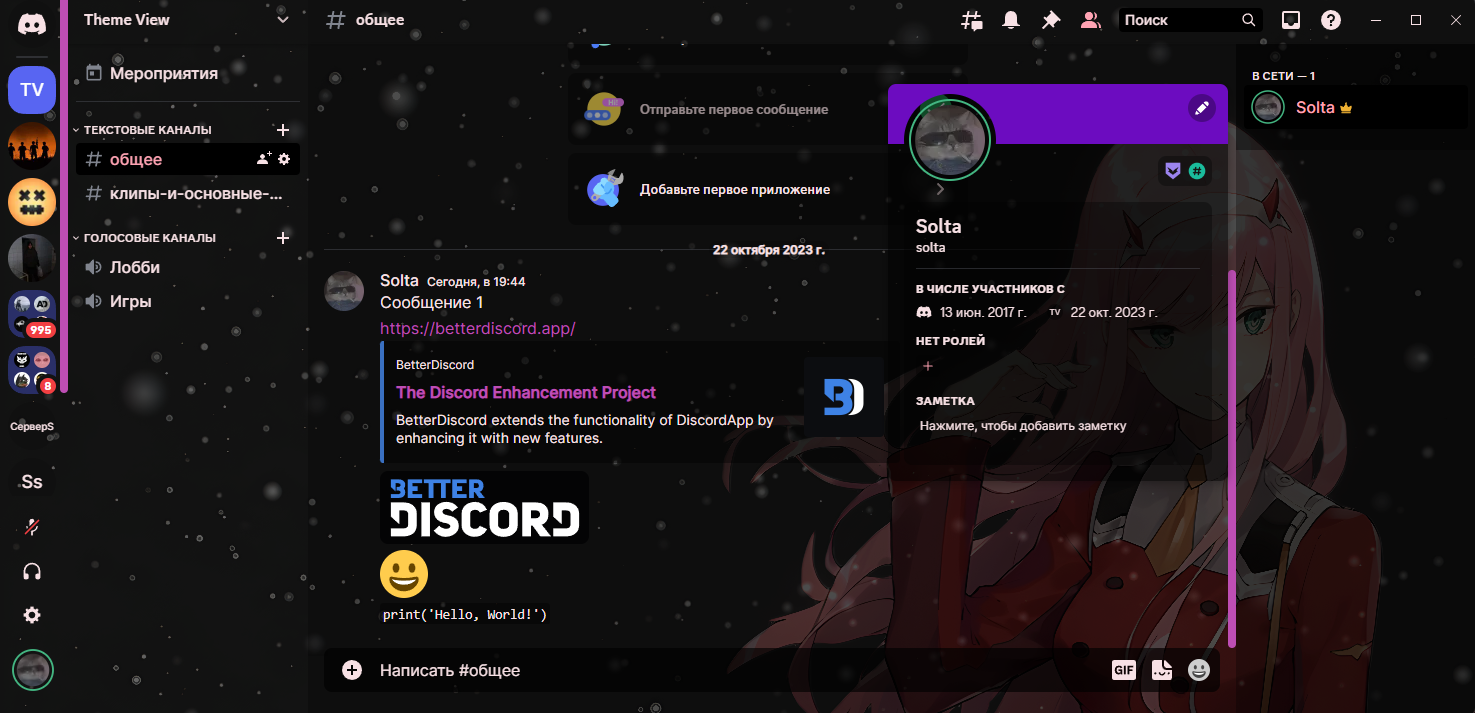 Theme View
Мероприятия
ТЕКСТОВЫЕ КАНАЛЫ
общее
клипы-и-основные-...
ГОЛОСОВЫЕ КАНАЛЫ
Лобби
Игры
TV
995
8
СерверS
Ss
# общее
Поиск
Hi!
Отправьте первое сообщение
Добавьте первое приложение
22 октября 2023 г.
Solta Сегодня, в 19:44
Сообщение 1
https://betterdiscord.app/
BetterDiscord
The Discord Enhancement Project
BetterDiscord extends the functionality of DiscordApp by
enhancing it with new features.
BETTER
DISCORD
print('Hello, World!')
Написать #общее
GIF
Solta
solta
В ЧИСЛЕ УЧАСТНИКОВ С
13 июн. 2017 г. TV 22 окт. 2023 г.
НЕТ РОЛЕЙ
+
ЗАМЕТКА
Нажмите, чтобы добавить заметку
В СЕТИ — 1
Solta